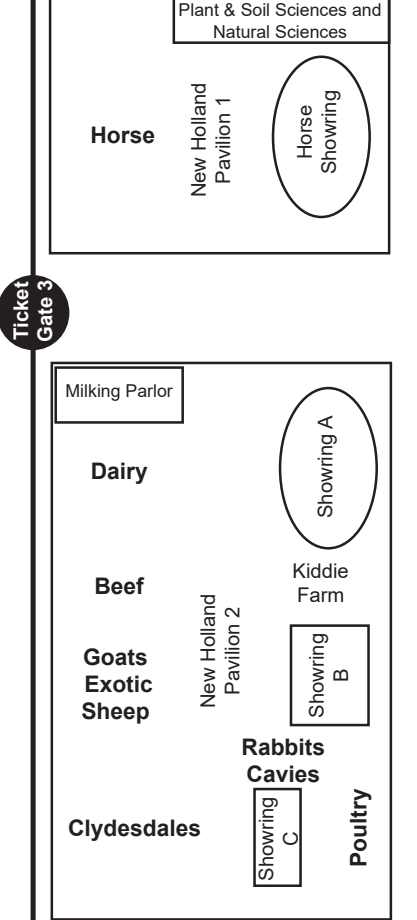 Plant & Soil Sciences and
Natural Sciences
Horse
New Holland
Pavilion 1
Horse
Showring
Ticket
Gate 3
Milking Parlor
Dairy
Showring A
Beef
Kiddie
Farm
Goats
Exotic
Sheep
New Holland
Pavilion 2
Showring
B
Rabbits
Cavies
Clydesdales
Showring
C
Poultry